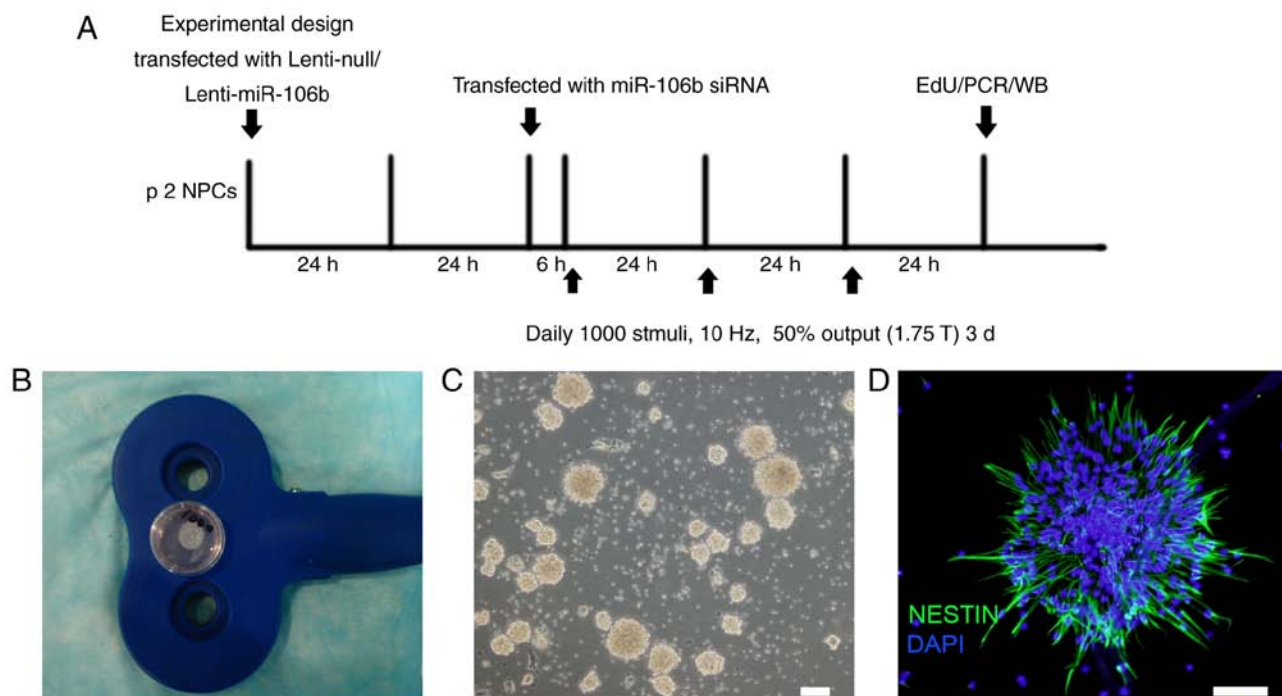 A
Experimental design
transfected with Lenti-null/
Lenti-miR-106b
Transfected with miR-106b siRNA
EdU/PCR/WB
p 2 NPCs
24 h
24 h
6 h
24 h
24 h
24 h
Daily 1000 stmuli, 10 Hz, 50% output (1.75 T) 3 d
B
C
D
NESTIN
DAPI